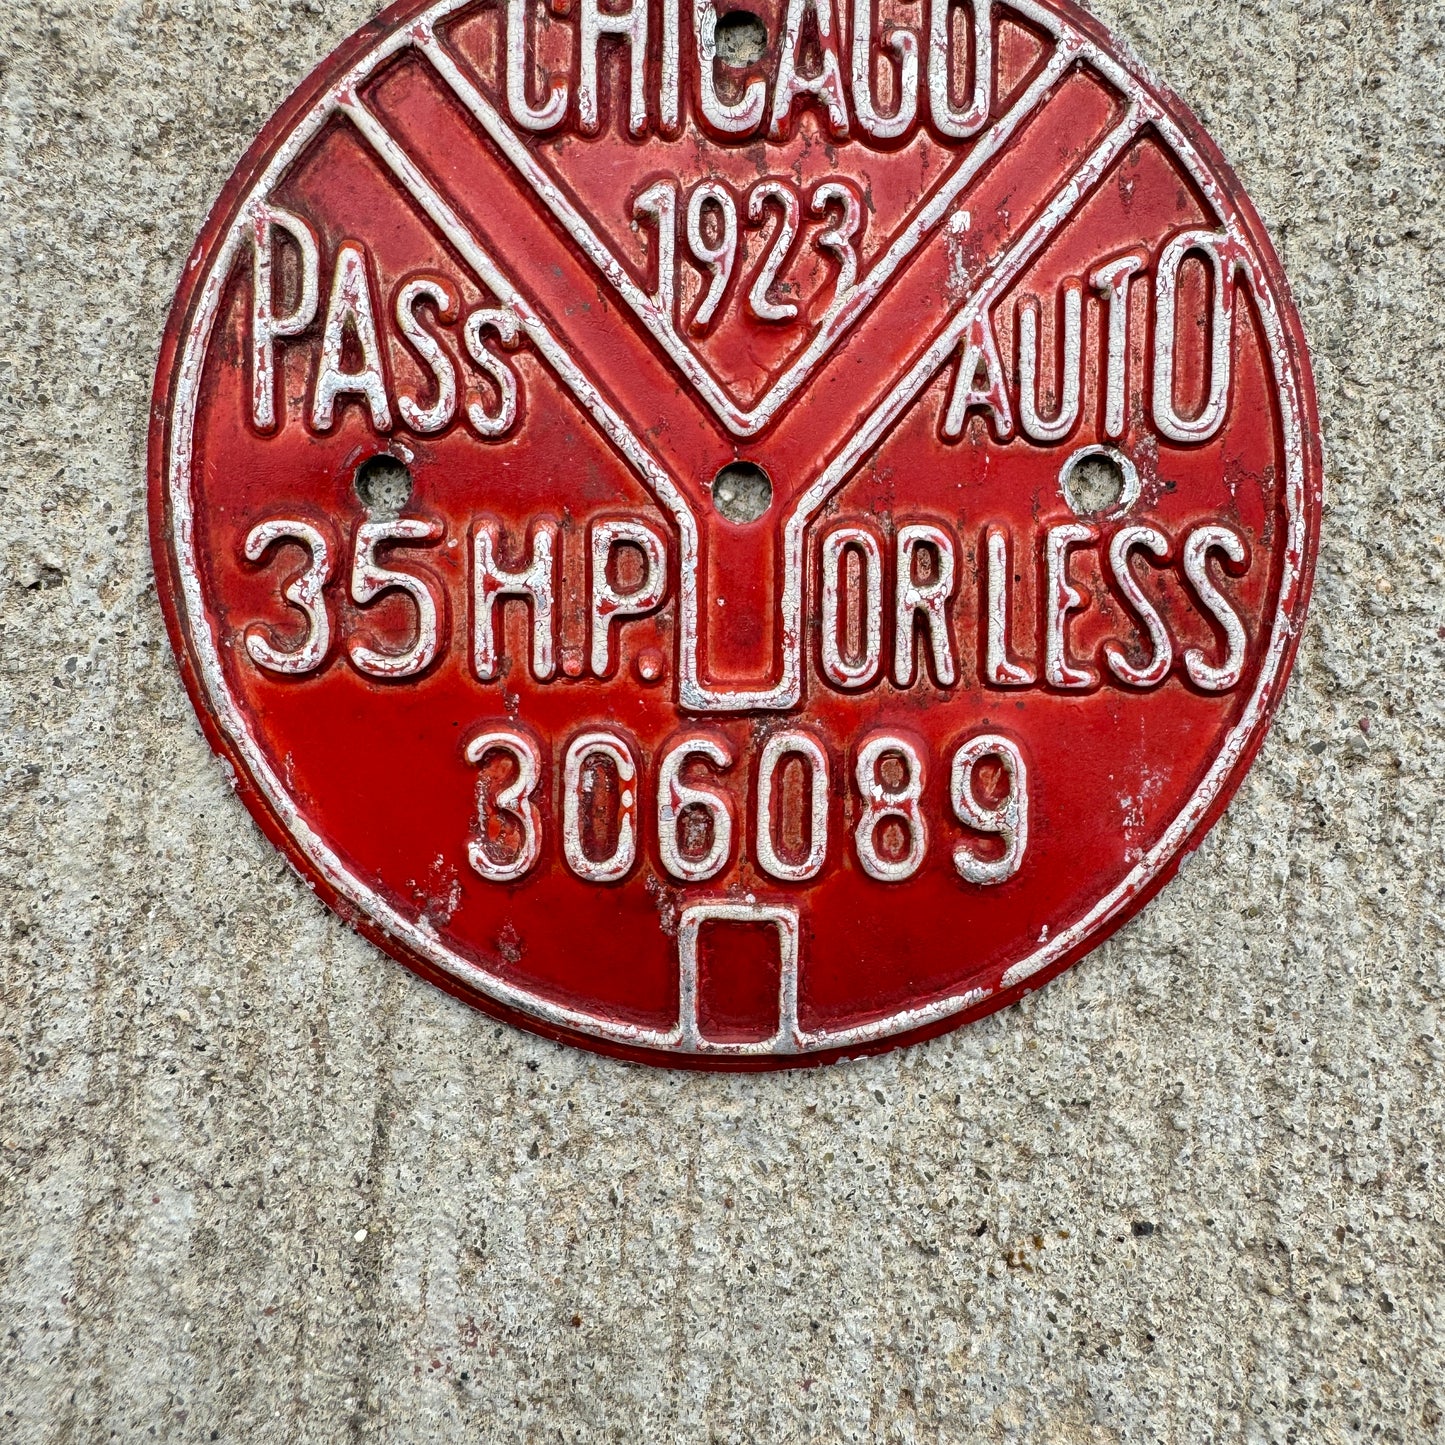 CHICAGO
1923
PASS AUTO
35 H.P. OR LESS
306089